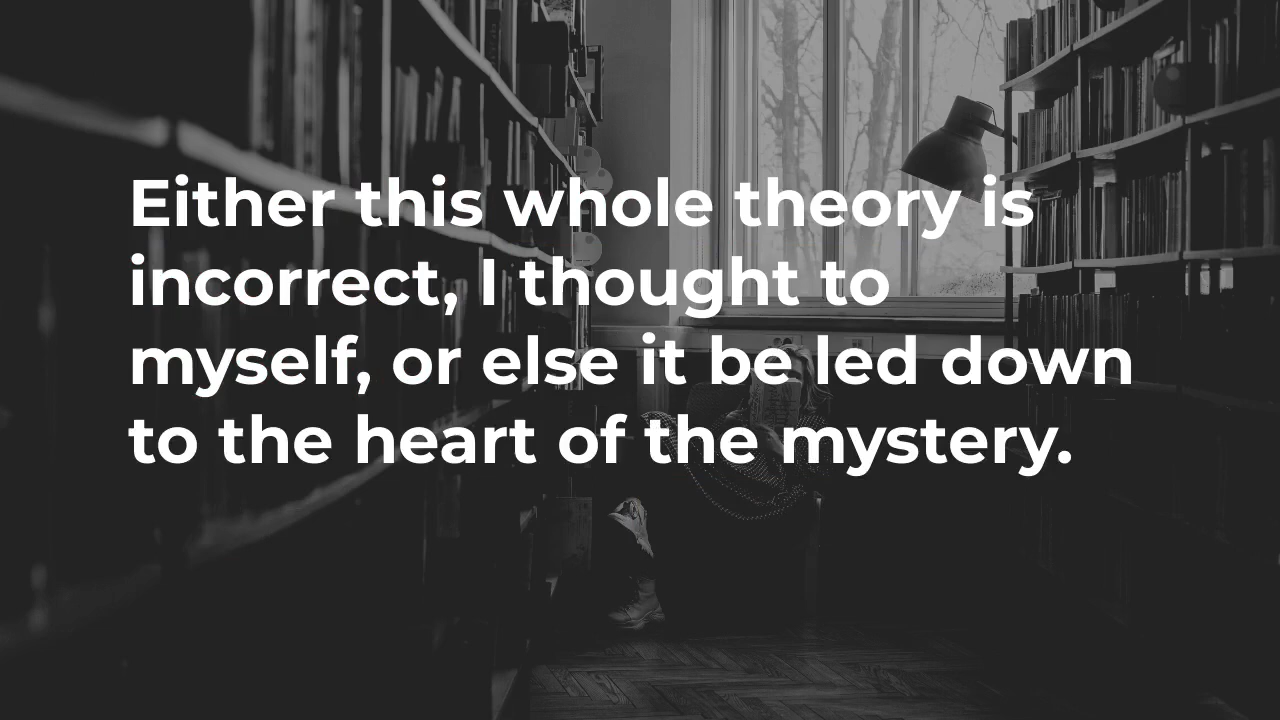 Either this whole theory is
incorrect, I thought to
myself, or else it be led down
to the heart of the mystery.